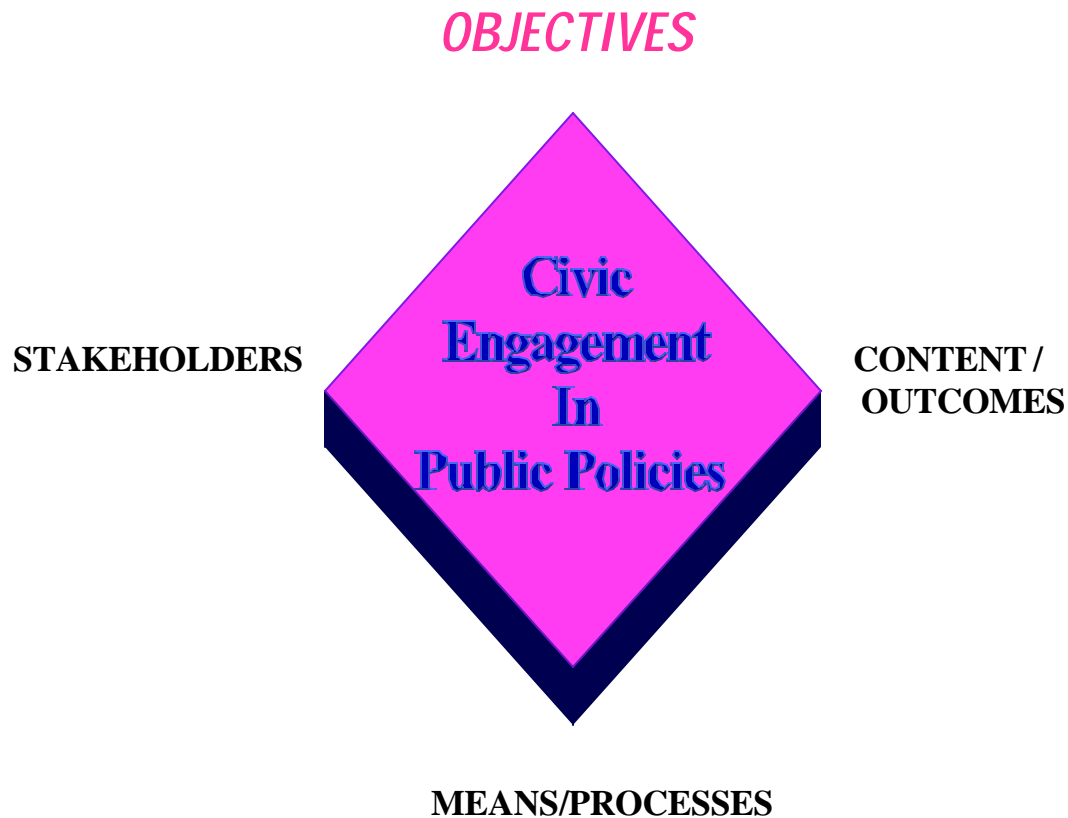 OBJECTIVES
Civic
Engagement
In
Public Policies
STAKEHOLDERS
CONTENT /
OUTCOMES
MEANS/PROCESSES